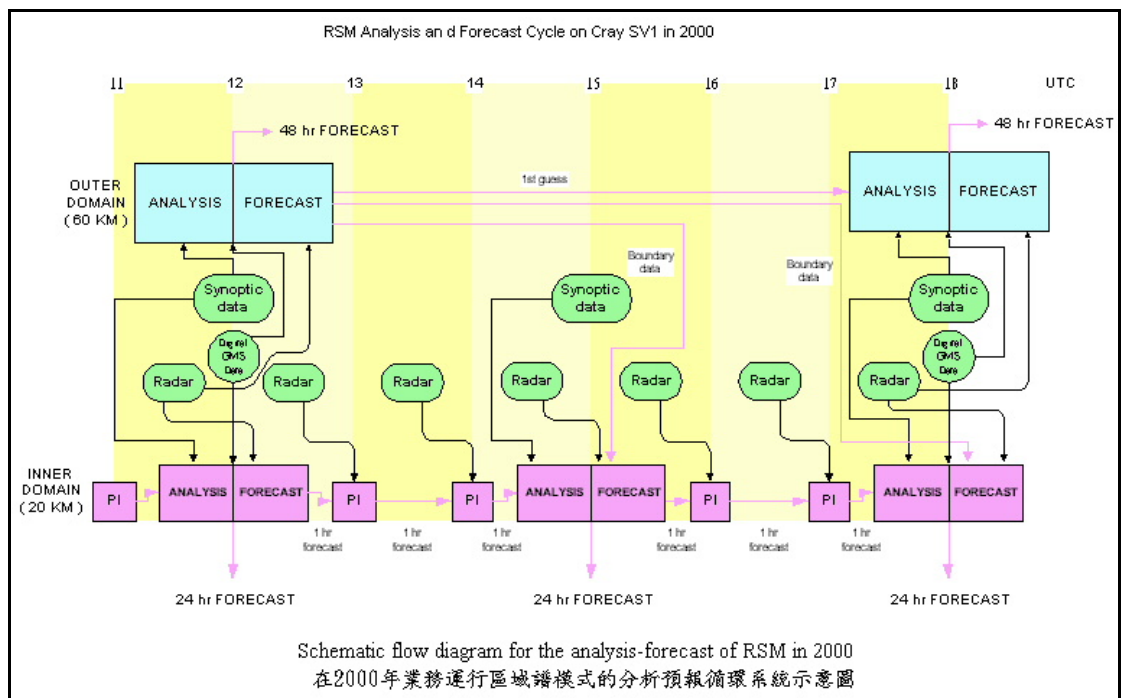 RSM Analysis an d Forecast Cycle on Cray SV1 in 2000
11 12 13 14 15 16 17 18 UTC
48 hr FORECAST
48 hr FORECAST
OUTER
DOMAIN
( 60 KM )
ANALYSIS
FORECAST
1st guess
ANALYSIS
FORECAST
Boundary
data
Boundary
data
Synoptic
data
Synoptic
data
Synoptic
data
Digital
GMS
Data
Digital
GMS
Data
Radar
Radar
Radar
Radar
Radar
Radar
Radar
INNER
DOMAIN
( 20 KM )
PI
ANALYSIS
FORECAST
PI
PI
ANALYSIS
FORECAST
PI
PI
ANALYSIS
FORECAST
1 hr
forecast
1 hr
forecast
1 hr
forecast
1 hr
forecast
1 hr
forecast
1 hr
forecast
24 hr FORECAST
24 hr FORECAST
24 hr FORECAST
Schematic flow diagram for the analysis-forecast of RSM in 2000
在2000年業務運行區域譜模式的分析預報循環系統示意圖